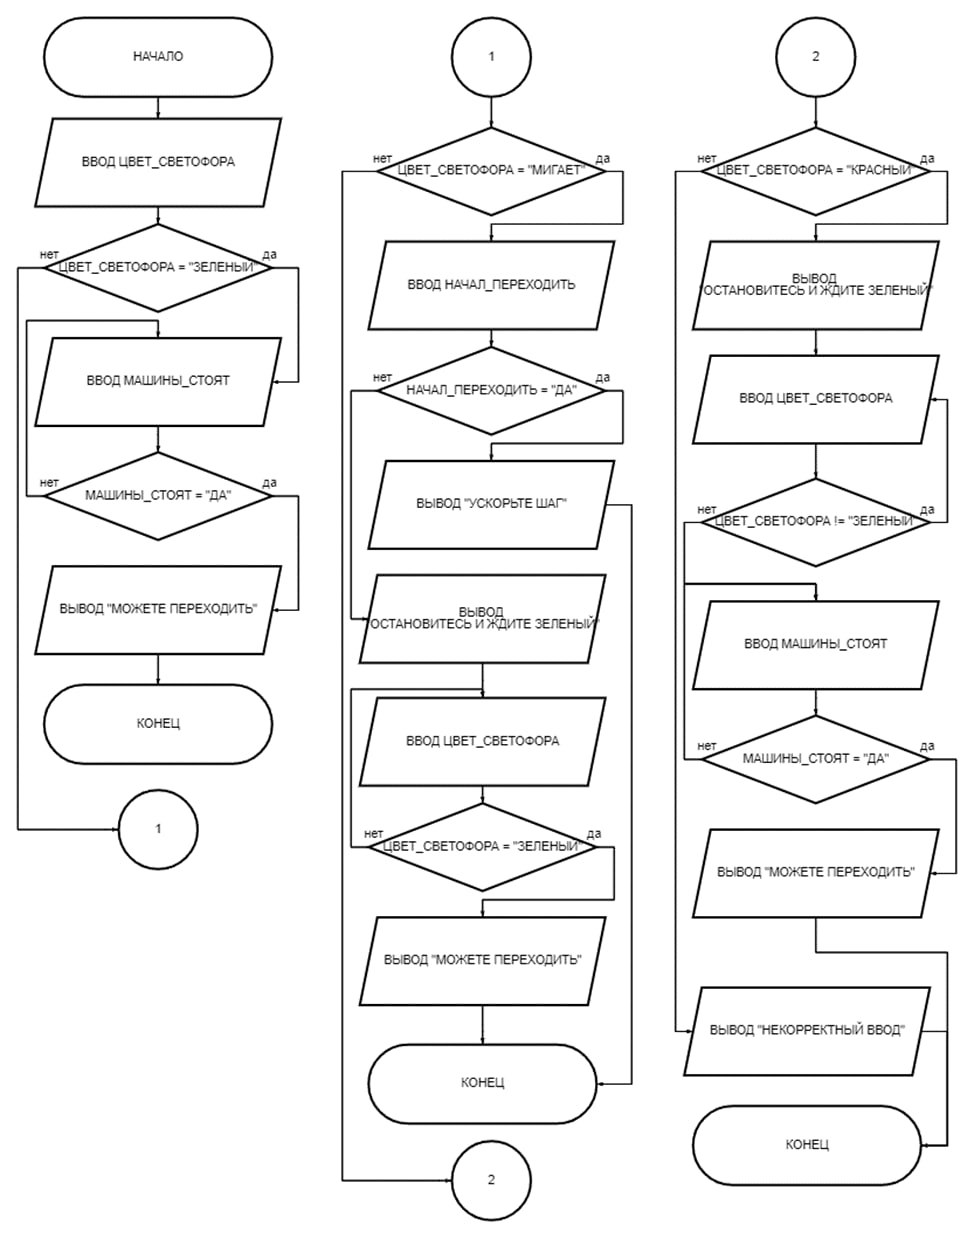 НАЧАЛО
ВВОД ЦВЕТ_СВЕТОФОРА
нет
ЦВЕТ_СВЕТОФОРА = "ЗЕЛЕНЫЙ"
да
ВВОД МАШИНЫ_СТОЯТ
нет
МАШИНЫ_СТОЯТ = "ДА"
да
ВЫВОД "МОЖЕТЕ ПЕРЕХОДИТЬ"
КОНЕЦ
1
1
нет
ЦВЕТ_СВЕТОФОРА = "МИГАЕТ"
да
ВВОД НАЧАЛ_ПЕРЕХОДИТЬ
нет
НАЧАЛ_ПЕРЕХОДИТЬ = "ДА"
да
ВЫВОД "УСКОРЬТЕ ШАГ"
ВЫВОД
"ОСТАНОВИТЕСЬ И ЖДИТЕ ЗЕЛЕНЫЙ"
ВВОД ЦВЕТ_СВЕТОФОРА
нет
ЦВЕТ_СВЕТОФОРА = "ЗЕЛЕНЫЙ"
да
ВЫВОД "МОЖЕТЕ ПЕРЕХОДИТЬ"
КОНЕЦ
2
2
нет
ЦВЕТ_СВЕТОФОРА = "КРАСНЫЙ"
да
ВЫВОД
"ОСТАНОВИТЕСЬ И ЖДИТЕ ЗЕЛЕНЫЙ"
ВВОД ЦВЕТ_СВЕТОФОРА
нет
ЦВЕТ_СВЕТОФОРА != "ЗЕЛЕНЫЙ"
да
ВВОД МАШИНЫ_СТОЯТ
нет
МАШИНЫ_СТОЯТ = "ДА"
да
ВЫВОД "МОЖЕТЕ ПЕРЕХОДИТЬ"
ВЫВОД "НЕКОРРЕКТНЫЙ ВВОД"
КОНЕЦ